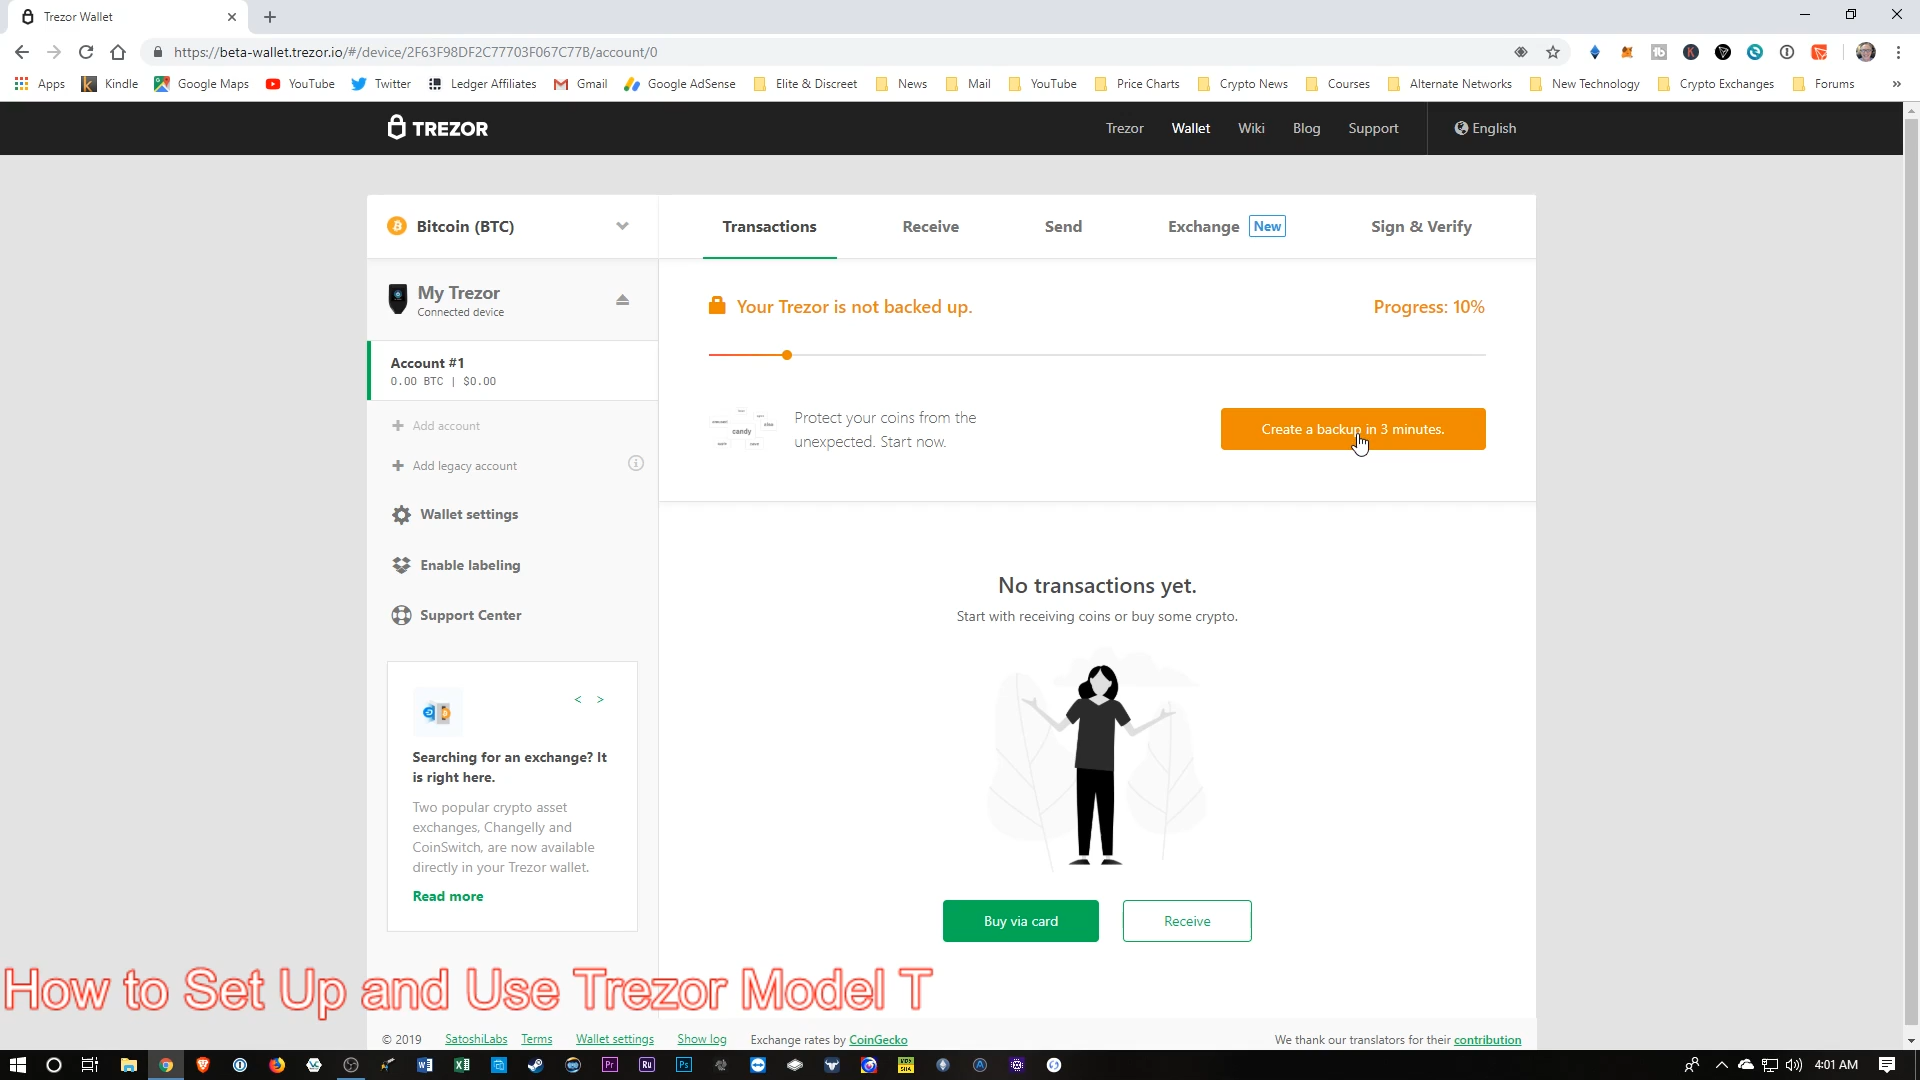 Trezor Wallet
https://beta-wallet.trezor.io/#/device/2F63F98DF2C77703F067C77B/account/0
Apps Kindle Google Maps YouTube Twitter Ledger Affiliates Gmail Google AdSense Elite & Discreet News Mail YouTube Price Charts Crypto News Courses Alternate Networks New Technology Crypto Exchanges Forums »
TREZOR
Trezor Wallet Wiki Blog Support English
Bitcoin (BTC)
Transactions Receive Send Exchange New Sign & Verify
My Trezor
Connected device
Your Trezor is not backed up. Progress: 10%
Account #1
0.00 BTC | $0.00
Add account
Add legacy account
Wallet settings
Enable labeling
Support Center
candy
Protect your coins from the
unexpected. Start now.
Create a backup in 3 minutes.
No transactions yet.
Start with receiving coins or buy some crypto.
< >
Searching for an exchange? It
is right here.
Two popular crypto asset
exchanges, Changelly and
CoinSwitch, are now available
directly in your Trezor wallet.
Read more
Buy via card Receive
How to Set Up and Use Trezor Model T
© 2019 SatoshiLabs Terms Wallet settings Show log Exchange rates by CoinGecko We thank our translators for their contribution
4:01 AM